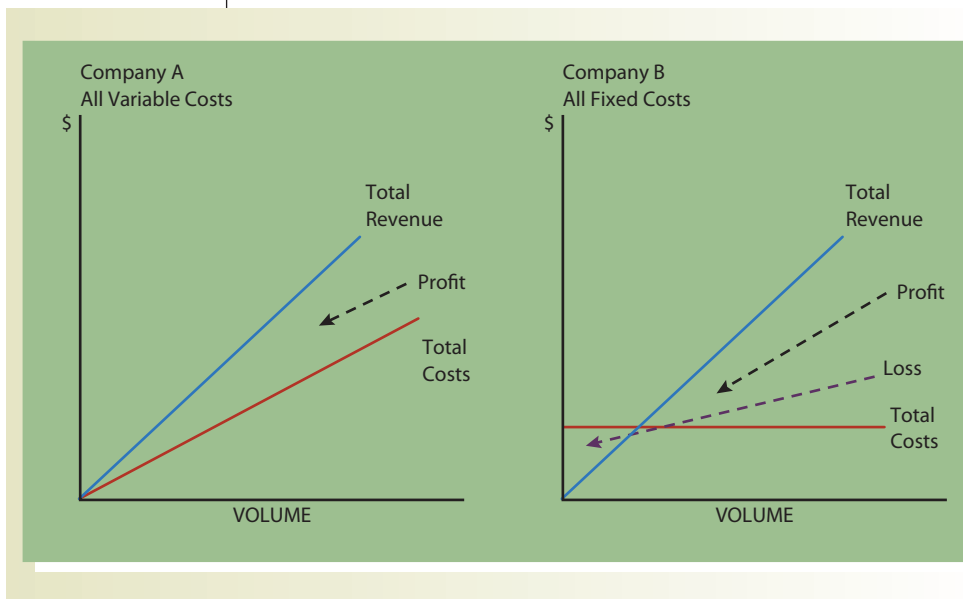 Company A
All Variable Costs
$
Total
Revenue
Profit
Total
Costs
VOLUME
Company B
All Fixed Costs
$
Total
Revenue
Profit
Loss
Total
Costs
VOLUME